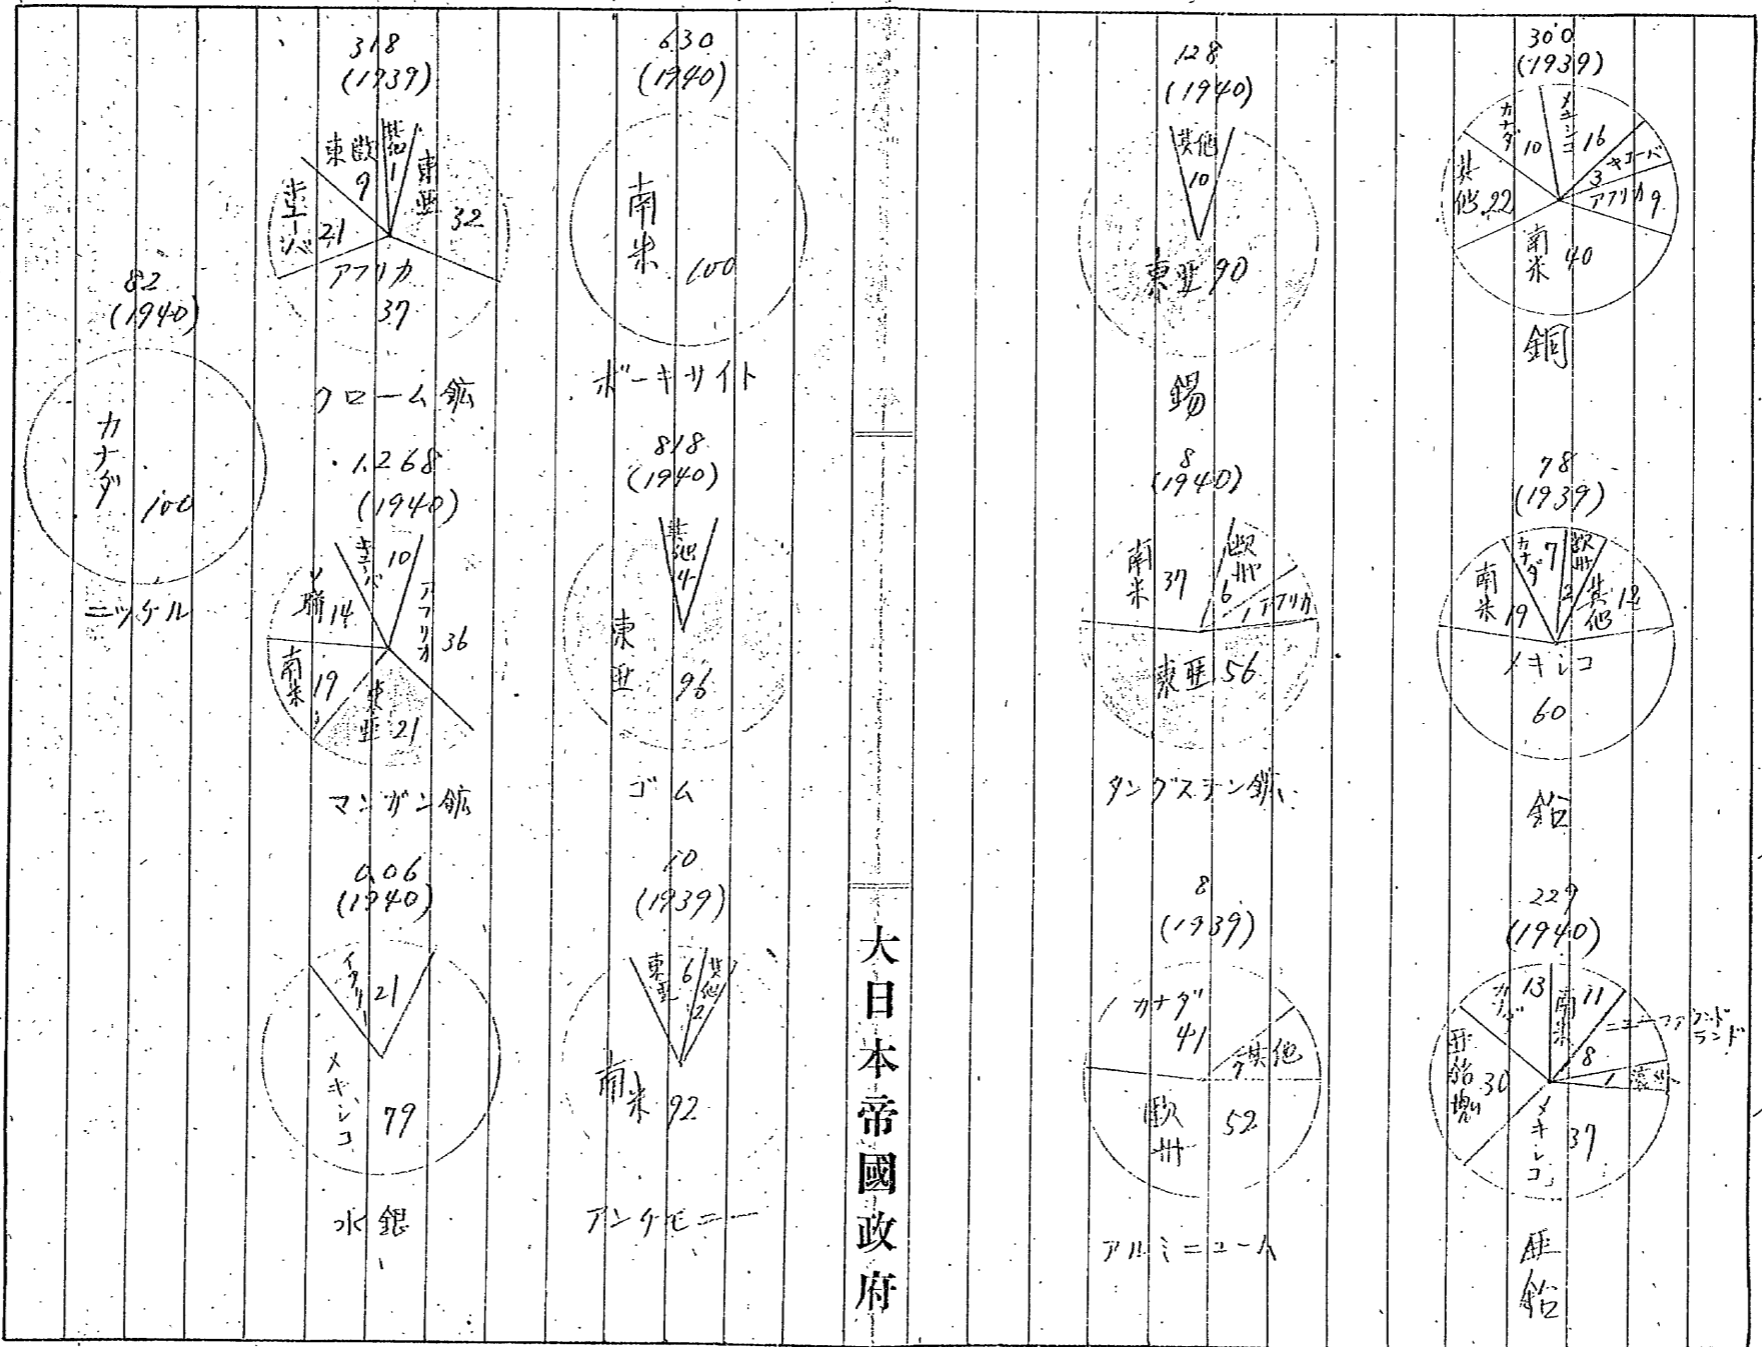 300
(1939)
カナダ 10
メキシコ 16
キューバ 3
アフリカ 9
南米 40
其他 22
銅
78
(1939)
南米 19
カナダ 7
欧州 2
其他 12
メキシコ
60
鉛
229
(1940)
カナダ 13
南米 11
ニューファウンドランド
8
1
メキシコ 37
30
亜鉛
128
(1940)
其他
10
東亜 90
錫
8
(1940)
南米 37
欧州 6
アフリカ 1
東亜 56
タングステン鉱
8
(1939)
カナダ
41
其他 7
欧州 52
アルミニューム
大日本帝國政府
630
(1940)
南米 100
ボーキサイト
818
(1940)
其他 4
東亜 96
ゴム
10
(1939)
東亜 6
其他 2
南米 92
アンチモニー
318
(1939)
東欧 9
其他 1
東亜 32
キューバ 21
アフリカ
37
クローム鉱
1.268
(1940)
キューバ 10
アフリカ 36
ソ聯 14
南米 19
東亜 21
マンガン鉱
0.06
(1940)
イタリー 21
メキシコ 79
水銀
82
(1940)
カナダ 100
ニッケル